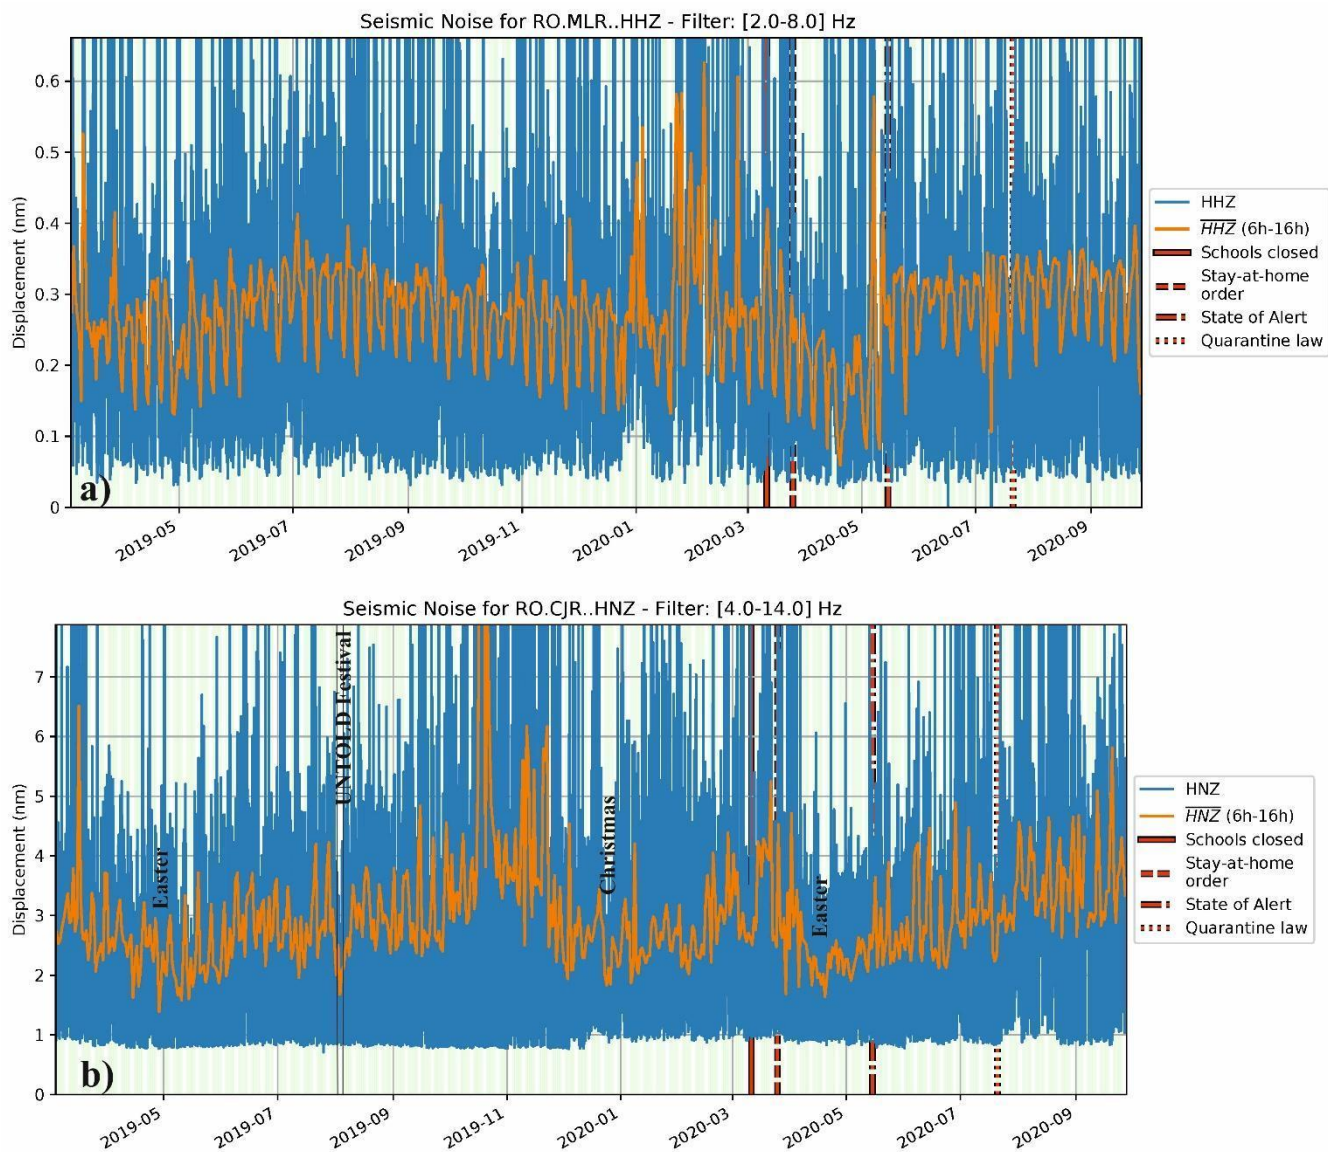 Seismic Noise for RO.MLR..HHZ - Filter: [2.0-8.0] Hz
Displacement (nm)
0.6
0.5
0.4
0.3
0.2
0.1
0
a)
2019-05
2019-07
2019-09
2019-11
2020-01
2020-03
2020-05
2020-07
2020-09
HHZ
HHZ (6h-16h)
Schools closed
Stay-at-home
order
State of Alert
Quarantine law
Seismic Noise for RO.CJR..HNZ - Filter: [4.0-14.0] Hz
Displacement (nm)
7
6
5
4
3
2
1
0
Easter
UNTOLD Festival
Christmas
Easter
b)
2019-05
2019-07
2019-09
2019-11
2020-01
2020-03
2020-05
2020-07
2020-09
HNZ
HNZ (6h-16h)
Schools closed
Stay-at-home
order
State of Alert
Quarantine law